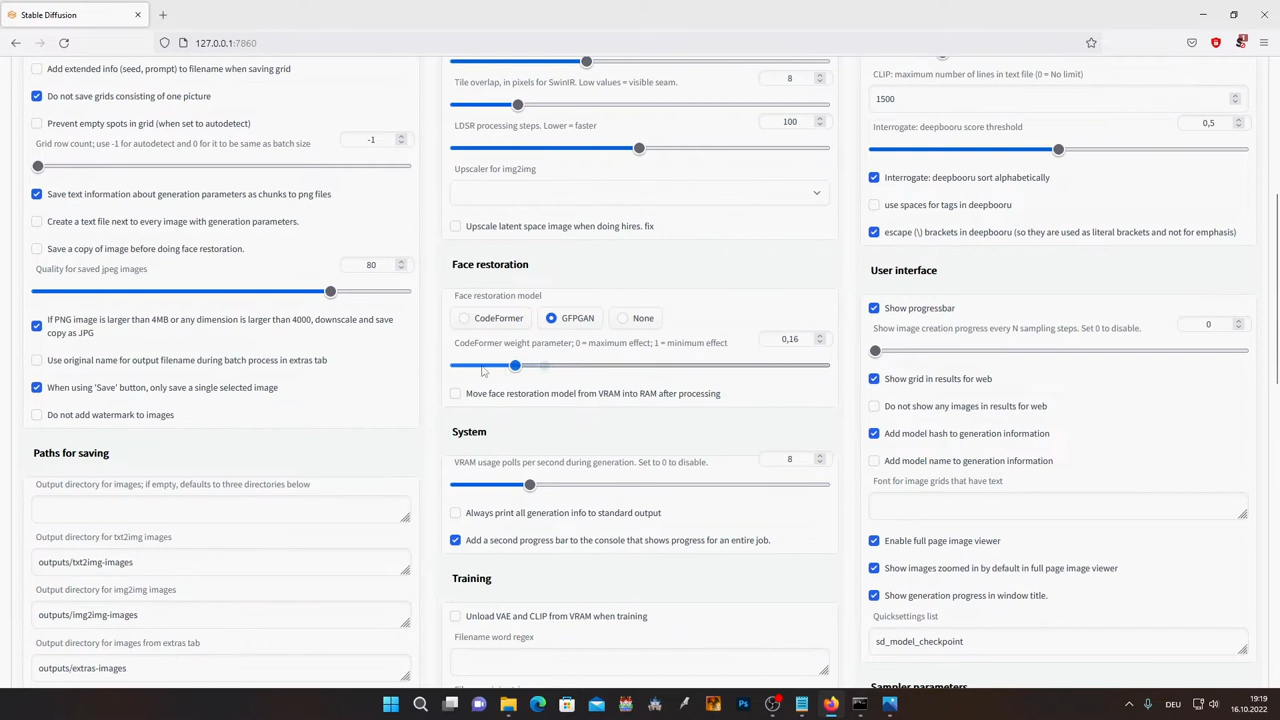 Stable Diffusion
127.0.0.1:7860
Add extended info (seed, prompt) to filename when saving grid
Do not save grids consisting of one picture
Prevent empty spots in grid (when set to autodetect)
Grid row count; use -1 for autodetect and 0 for it to be same as batch size
-1
Save text information about generation parameters as chunks to png files
Create a text file next to every image with generation parameters.
Save a copy of image before doing face restoration.
Quality for saved jpeg images
80
If PNG image is larger than 4MB or any dimension is larger than 4000, downscale and save
copy as JPG
Use original name for output filename during batch process in extras tab
When using 'Save' button, only save a single selected image
Do not add watermark to images
Paths for saving
Output directory for images; if empty, defaults to three directories below
Output directory for txt2img images
outputs/txt2img-images
Output directory for img2img images
outputs/img2img-images
Output directory for images from extras tab
outputs/extras-images
Tile overlap, in pixels for SwinIR. Low values = visible seam.
8
LDSR processing steps. Lower = faster
100
Upscaler for img2img
Upscale latent space image when doing hires. fix
Face restoration
Face restoration model
CodeFormer
GFPGAN
None
CodeFormer weight parameter; 0 = maximum effect; 1 = minimum effect
0,16
Move face restoration model from VRAM into RAM after processing
System
VRAM usage polls per second during generation. Set to 0 to disable.
8
Always print all generation info to standard output
Add a second progress bar to the console that shows progress for an entire job.
Training
Unload VAE and CLIP from VRAM when training
Filename word regex
CLIP: maximum number of lines in text file (0 = No limit)
1500
Interrogate: deepbooru score threshold
0,5
Interrogate: deepbooru sort alphabetically
use spaces for tags in deepbooru
escape (\) brackets in deepbooru (so they are used as literal brackets and not for emphasis)
User interface
Show progressbar
Show image creation progress every N sampling steps. Set 0 to disable.
0
Show grid in results for web
Do not show any images in results for web
Add model hash to generation information
Add model name to generation information
Font for image grids that have text
Enable full page image viewer
Show images zoomed in by default in full page image viewer
Show generation progress in window title.
Quicksettings list
sd_model_checkpoint
Sampler parameters
DEU
19:19
16.10.2022